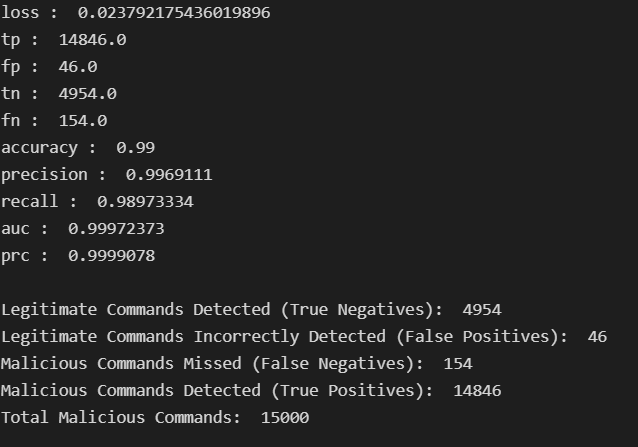 loss :  0.023792175436019896
tp :  14846.0
fp :  46.0
tn :  4954.0
fn :  154.0
accuracy :  0.99
precision :  0.9969111
recall :  0.98973334
auc :  0.99972373
prc :  0.9999078
Legitimate Commands Detected (True Negatives):  4954
Legitimate Commands Incorrectly Detected (False Positives):  46
Malicious Commands Missed (False Negatives):  154
Malicious Commands Detected (True Positives):  14846
Total Malicious Commands:  15000